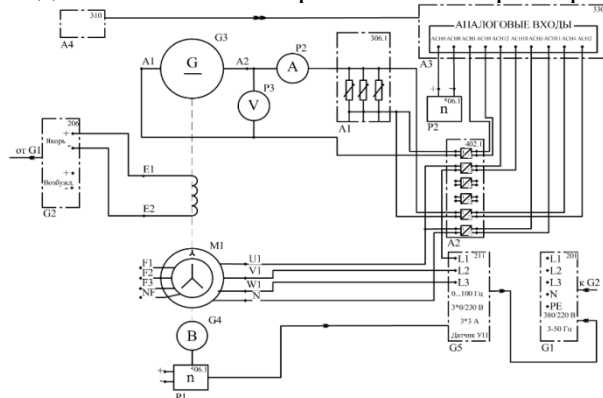 310
A4
330
АНАЛОГОВЫЕ ВХОДЫ
A3
G3
G
A1
A2
P2
A
P3
V
306.1
A1
P2
n
506.1
402.1
A2
206
Якорь
+
-
Возбужд.
+
-
от G1
G2
E1
E2
M1
F1
F2
F3
NF
U1
V1
W1
N
211
L1
L2
L3
0...100 Гц
3*0/230 В
3*3 А
Датчик У11
G5
201
L1
L2
L3
N
PE
380/220 В
3-50 Гц
G1
к G2
G4
B
+
-
n
506.1
P1